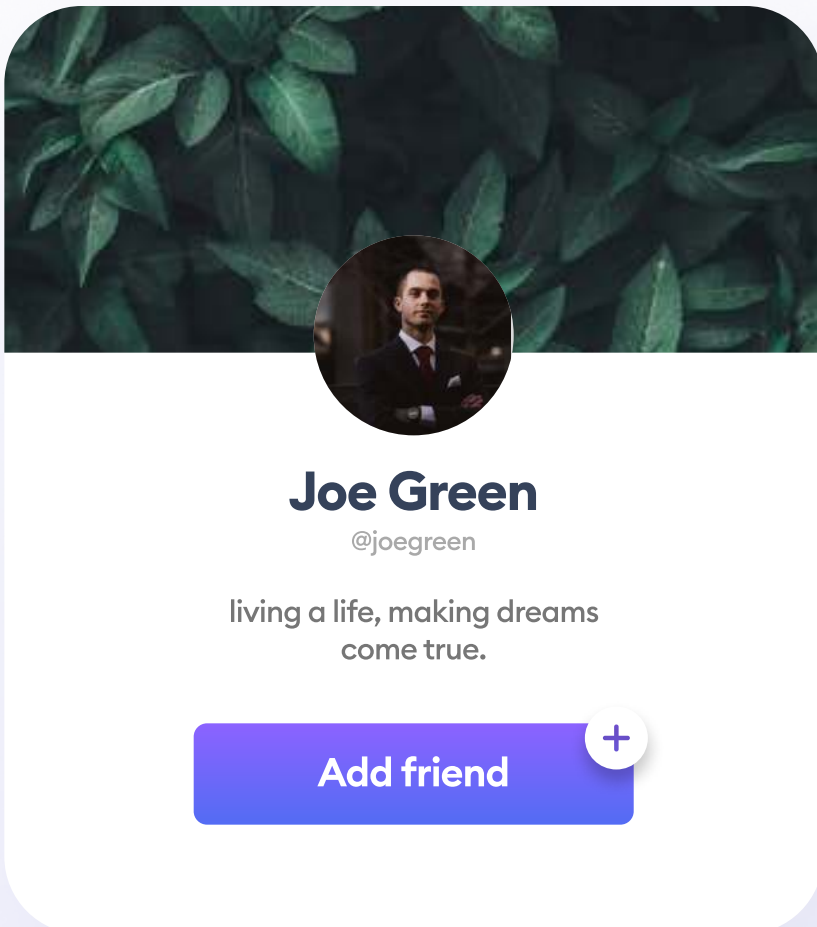 Joe Green
@joegreen
living a life, making dreams
come true.
+
Add friend